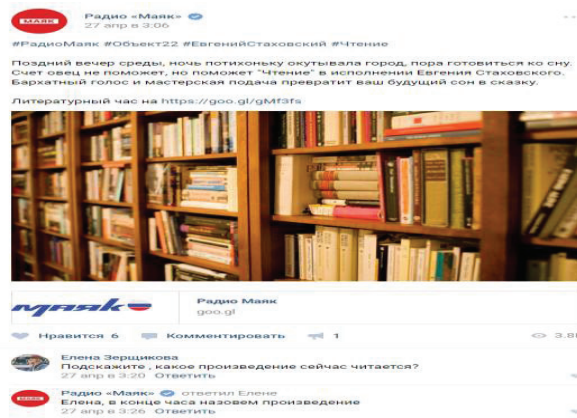 МАЯК
Радио «Маяк»
27 апр в 3:06
#РадиоМаяк #Объект22 #ЕвгенийСтаховский #Чтение
Поздний вечер среды, ночь потихоньку окутывала город, пора готовиться ко сну.
Счет овец не поможет, но поможет "Чтение" в исполнении Евгения Стаховского.
Бархатный голос и мастерская подача превратит ваш будущий сон в сказку.
Литературный час на https://goo.gl/gMf3fs
маяк
Радио Маяк
goo.gl
Нравится 6 Комментировать 1
Елена Зерщикова
Подскажите , какое произведение сейчас читается?
27 апр в 3:20 Ответить
МАЯК
Радио «Маяк» ответил Елене
Елена, в конце часа назовем произведение
27 апр в 3:26 Ответить